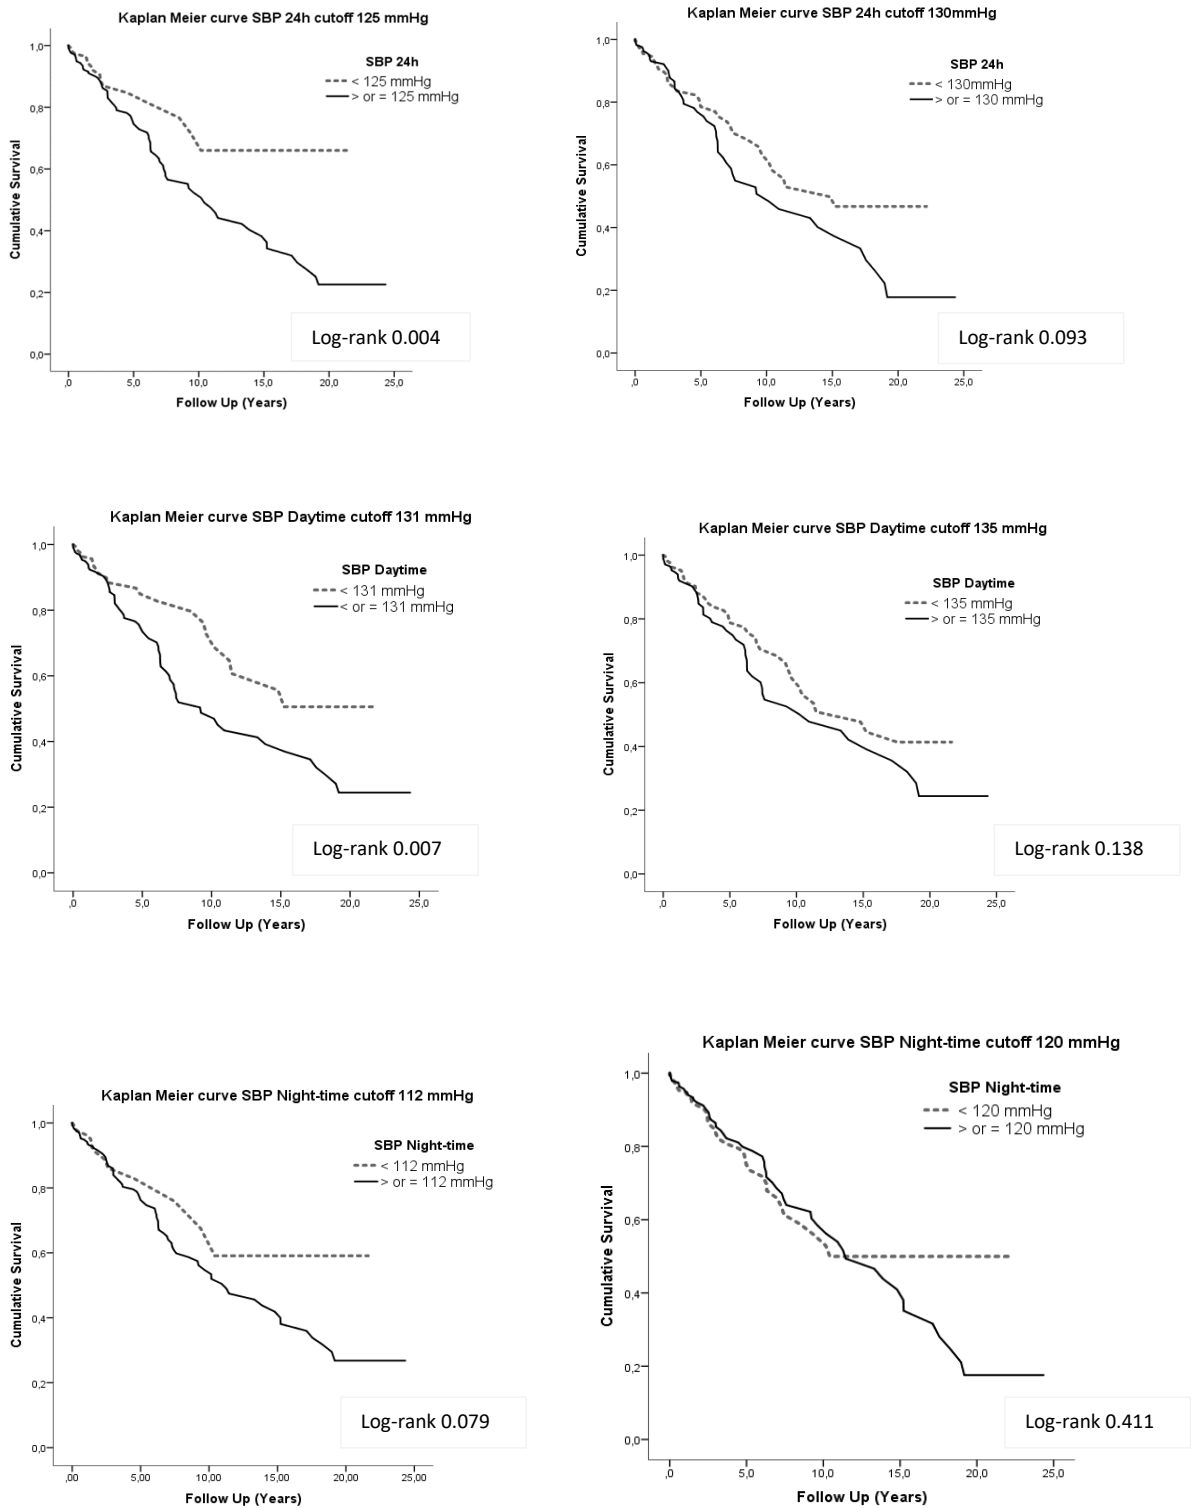 Kaplan Meier curve SBP 24h cutoff 125 mmHg
SBP 24h
< 125 mmHg
> or = 125 mmHg
Cumulative Survival
1,0
0,8
0,6
0,4
0,2
0,0
,0 5,0 10,0 15,0 20,0 25,0
Follow Up (Years)
Log-rank 0.004
Kaplan Meier curve SBP 24h cutoff 130mmHg
SBP 24h
< 130mmHg
> or = 130 mmHg
Cumulative Survival
1,0
0,8
0,6
0,4
0,2
0,0
,0 5,0 10,0 15,0 20,0 25,0
Follow Up (Years)
Log-rank 0.093
Kaplan Meier curve SBP Daytime cutoff 131 mmHg
SBP Daytime
< 131 mmHg
< or = 131 mmHg
Cumulative Survival
1,0
0,8
0,6
0,4
0,2
0,0
,0 5,0 10,0 15,0 20,0 25,0
Follow Up (Years)
Log-rank 0.007
Kaplan Meier curve SBP Daytime cutoff 135 mmHg
SBP Daytime
< 135 mmHg
> or = 135 mmHg
Cumulative Survival
1,0
0,8
0,6
0,4
0,2
0,0
,0 5,0 10,0 15,0 20,0 25,0
Follow Up (Years)
Log-rank 0.138
Kaplan Meier curve SBP Night-time cutoff 112 mmHg
SBP Night-time
< 112 mmHg
> or = 112 mmHg
Cumulative Survival
1,0
0,8
0,6
0,4
0,2
0,0
,00 5,00 10,00 15,00 20,00 25,00
Follow Up (Years)
Log-rank 0.079
Kaplan Meier curve SBP Night-time cutoff 120 mmHg
SBP Night-time
< 120 mmHg
> or = 120 mmHg
Cumulative Survival
1,0
0,8
0,6
0,4
0,2
0,0
,0 5,0 10,0 15,0 20,0 25,0
Follow Up (Years)
Log-rank 0.411